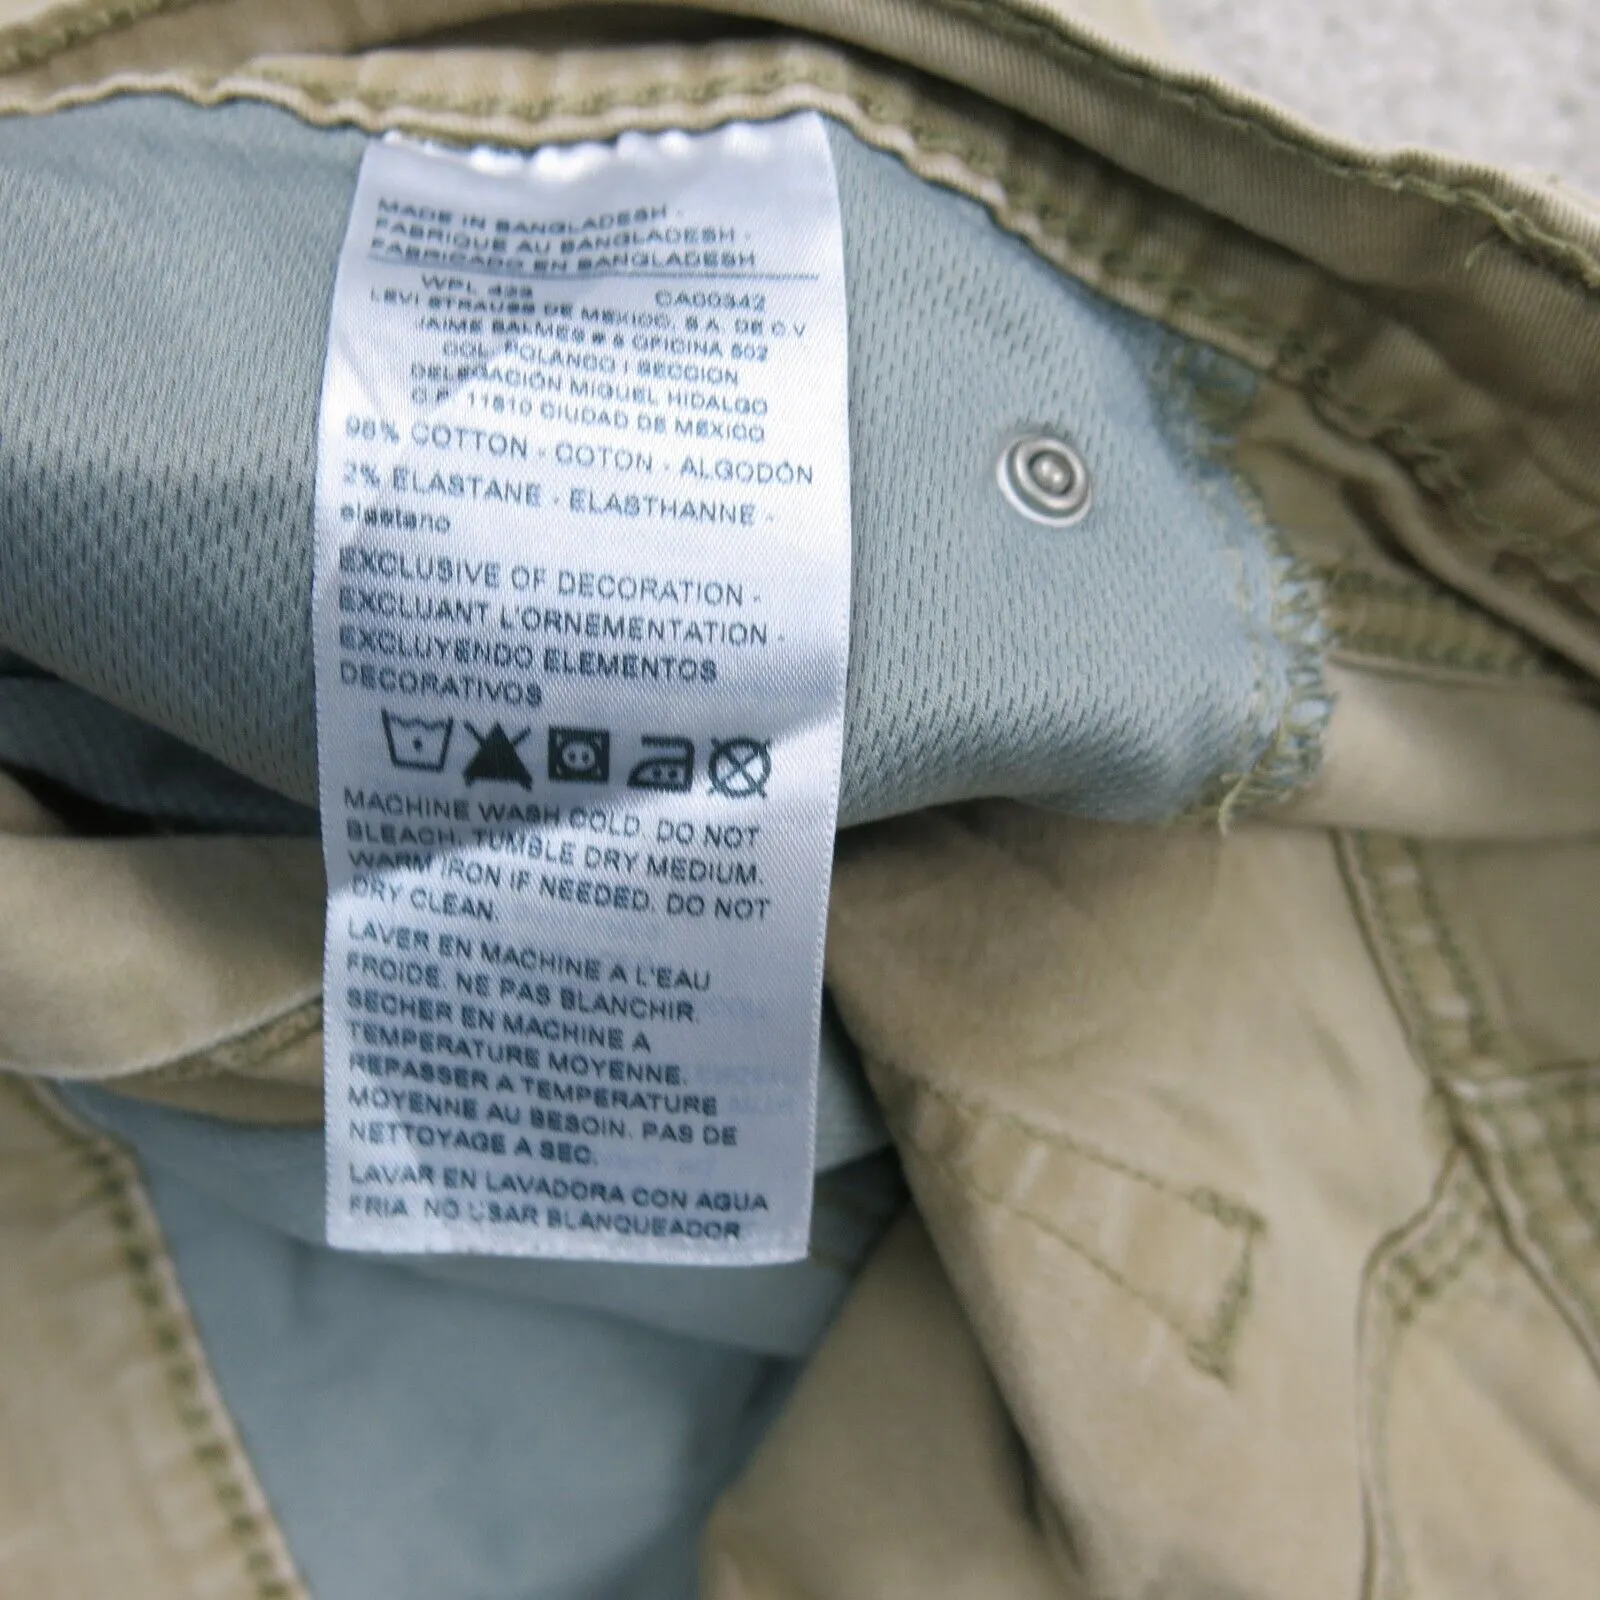 MADE IN BANGLADESH -
FABRIQUE AU BANGLADESH -
FABRICADO EN BANGLADESH
WPL 423 CA00342
LEVI STRAUSS DE MEXICO, S.A. DE C.V
JAIME BALMES # 8 OFICINA 502
COL. POLANCO I SECCION
DELEGACIÓN MIGUEL HIDALGO
C.P. 11510 CIUDAD DE MEXICO
98% COTTON - COTON - ALGODÓN
2% ELASTANE - ELASTHANNE -
elastano
EXCLUSIVE OF DECORATION -
EXCLUANT L'ORNEMENTATION -
EXCLUYENDO ELEMENTOS
DECORATIVOS
MACHINE WASH COLD. DO NOT
BLEACH. TUMBLE DRY MEDIUM.
WARM IRON IF NEEDED. DO NOT
DRY CLEAN.
LAVER EN MACHINE A L'EAU
FROIDE. NE PAS BLANCHIR.
SECHER EN MACHINE A
TEMPERATURE MOYENNE.
REPASSER A TEMPERATURE
MOYENNE AU BESOIN. PAS DE
NETTOYAGE A SEC.
LAVAR EN LAVADORA CON AGUA
FRIA. NO USAR BLANQUEADOR